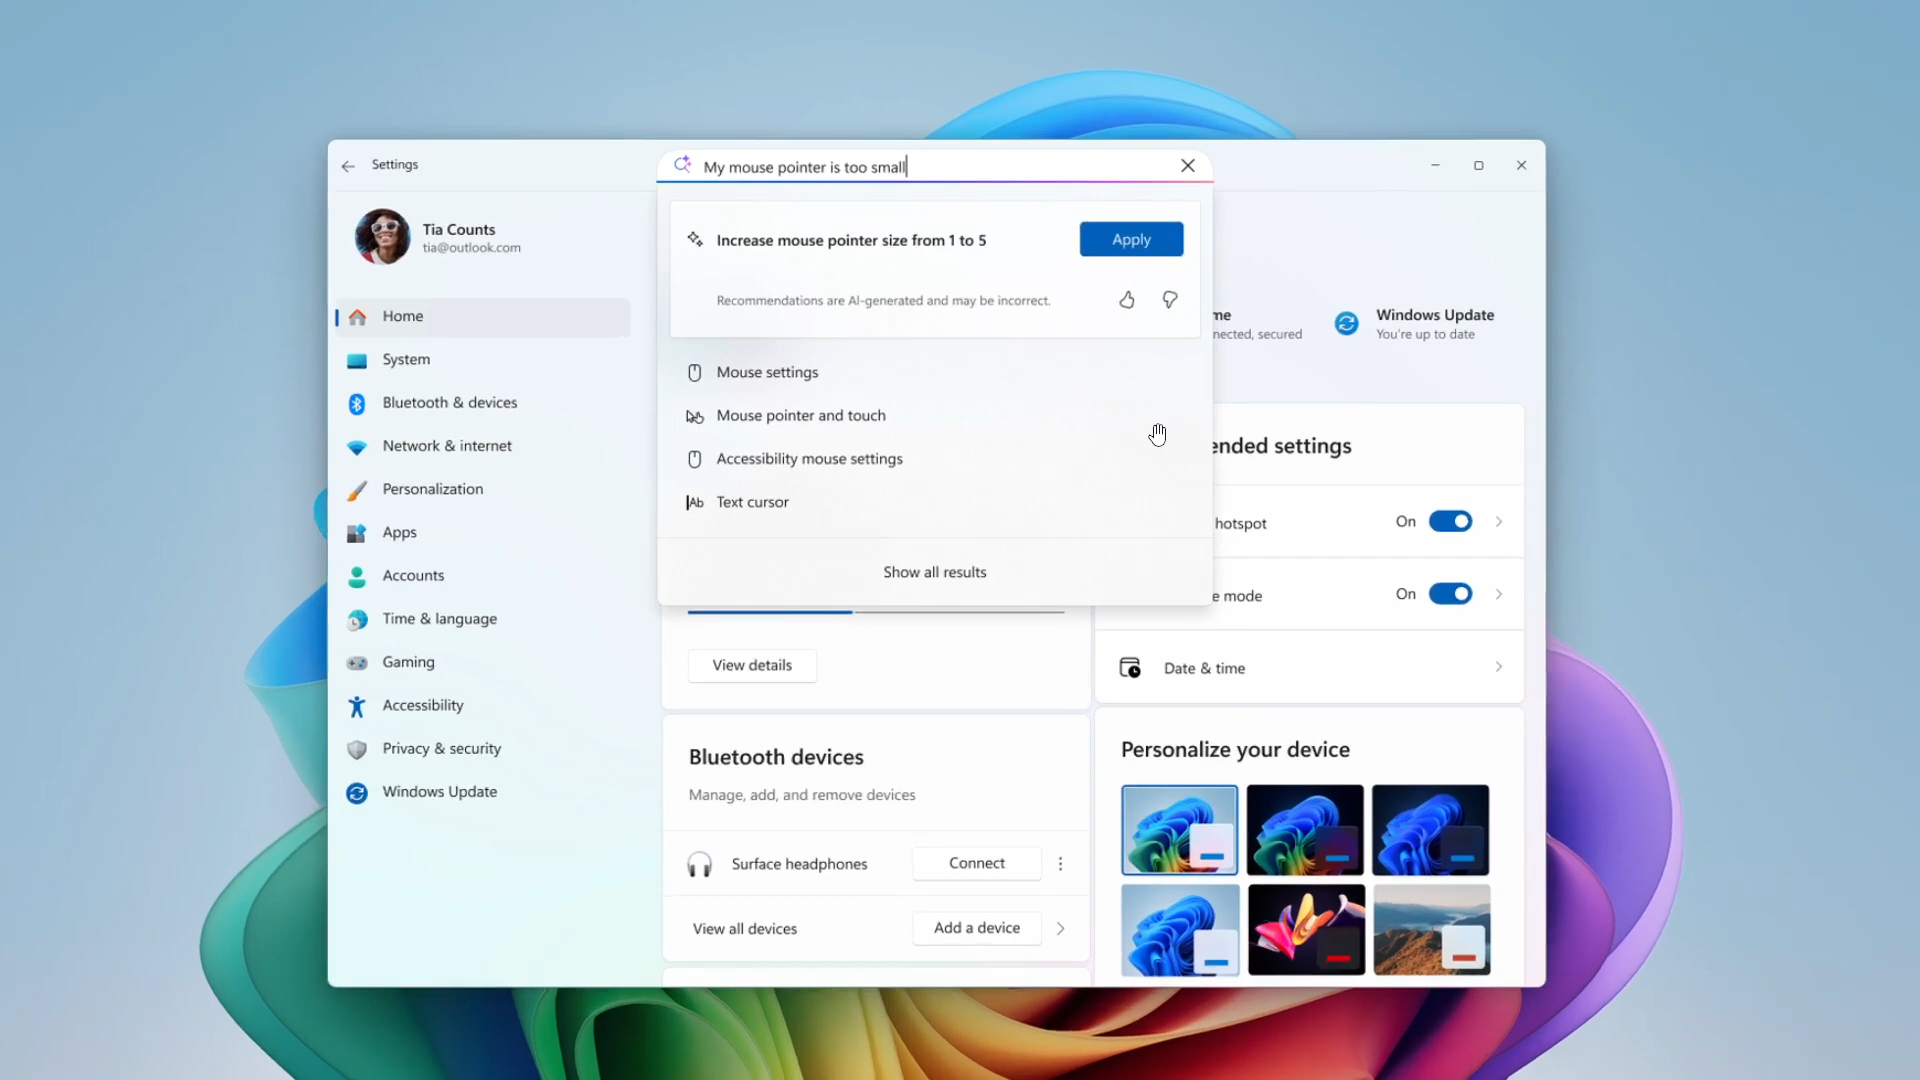 Settings
My mouse pointer is too small
Tia Counts
tia@outlook.com
Home
System
Bluetooth & devices
Network & internet
Personalization
Apps
Accounts
Time & language
Gaming
Accessibility
Privacy & security
Windows Update
Increase mouse pointer size from 1 to 5
Apply
Recommendations are AI-generated and may be incorrect.
Mouse settings
Mouse pointer and touch
Accessibility mouse settings
Ab
Text cursor
Show all results
me
nected, secured
Windows Update
You're up to date
ended settings
hotspot
On
e mode
On
Date & time
View details
Bluetooth devices
Manage, add, and remove devices
Surface headphones
Connect
View all devices
Add a device
Personalize your device